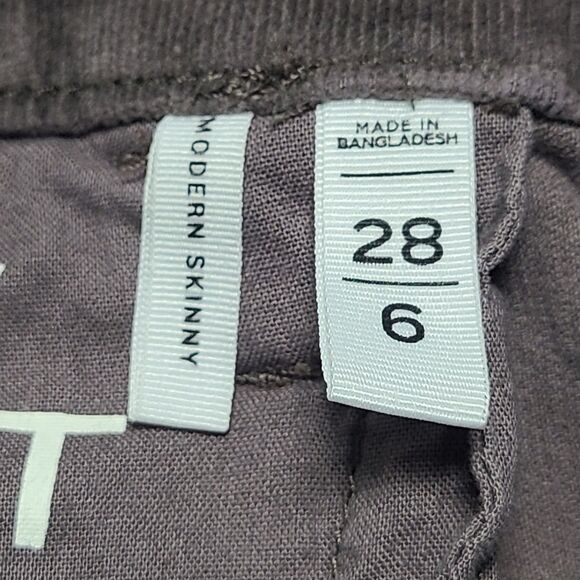 MODERN SKINNY
MADE IN
BANGLADESH
28
6
T